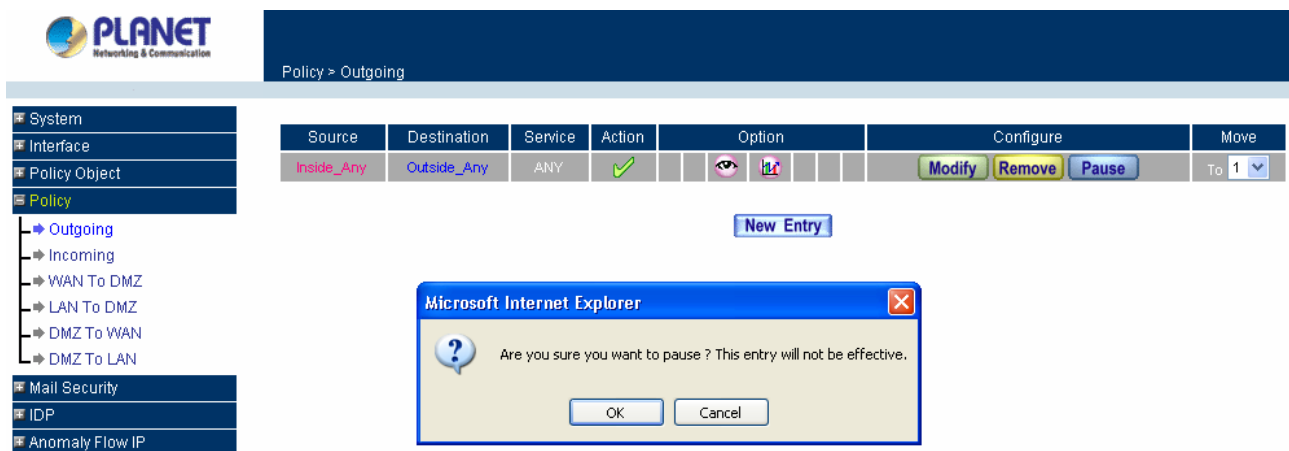 PLANET
Networking & Communication
Policy > Outgoing
System
Interface
Policy Object
Policy
Outgoing
Incoming
WAN To DMZ
LAN To DMZ
DMZ To WAN
DMZ To LAN
Mail Security
IDP
Anomaly Flow IP
Source Destination Service Action Option Configure Move
Inside_Any Outside_Any ANY Modify Remove Pause To 1
New Entry
Microsoft Internet Explorer
Are you sure you want to pause ? This entry will not be effective.
OK Cancel